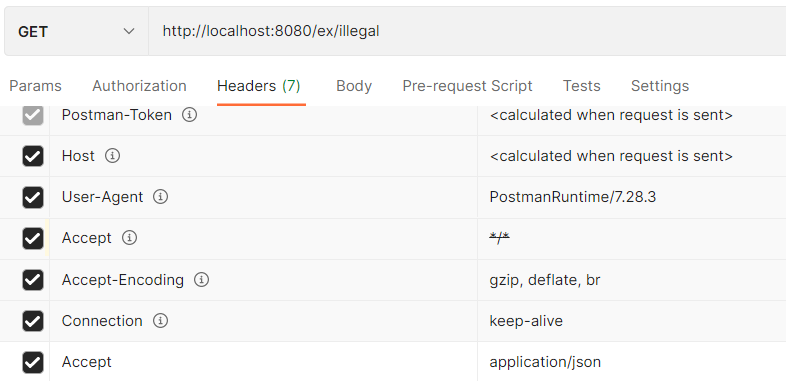 GET http://localhost:8080/ex/illegal
Params Authorization Headers (7) Body Pre-request Script Tests Settings
Postman-Token <calculated when request is sent>
Host <calculated when request is sent>
User-Agent PostmanRuntime/7.28.3
Accept */*
Accept-Encoding gzip, deflate, br
Connection keep-alive
Accept application/json